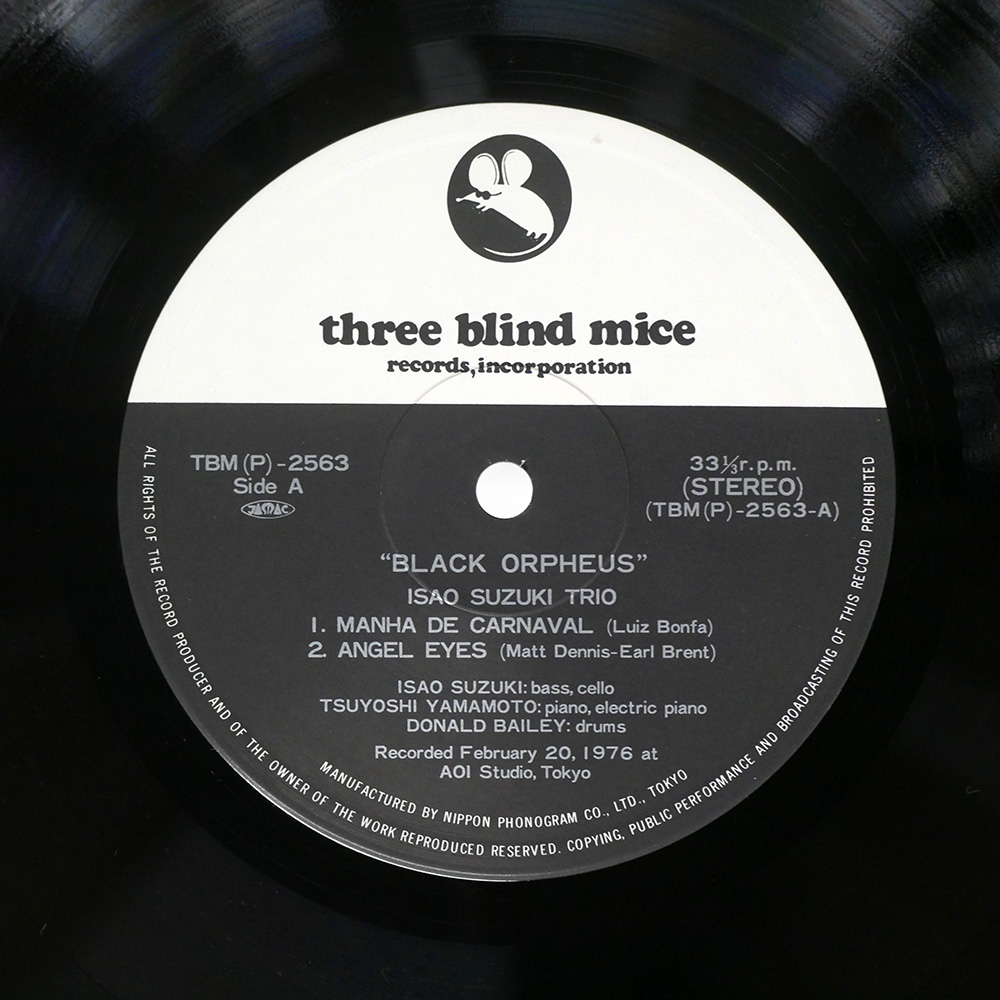 three blind mice
records, incorporation
TBM (P) - 2563
Side A
JASRAC
33 1/3 r.p.m.
(STEREO)
(TBM (P) - 2563 - A)
“BLACK ORPHEUS”
ISAO SUZUKI TRIO
1. MANHA DE CARNAVAL (Luiz Bonfa)
2. ANGEL EYES (Matt Dennis-Earl Brent)
ISAO SUZUKI: bass, cello
TSUYOSHI YAMAMOTO: piano, electric piano
DONALD BAILEY: drums
Recorded February 20, 1976 at
AOI Studio, Tokyo
MANUFACTURED BY NIPPON PHONOGRAM CO., LTD., TOKYO
ALL RIGHTS OF THE RECORD PRODUCER AND OF THE OWNER OF THE WORK REPRODUCED RESERVED. COPYING, PUBLIC PERFORMANCE AND BROADCASTING OF THIS RECORD PROHIBITED